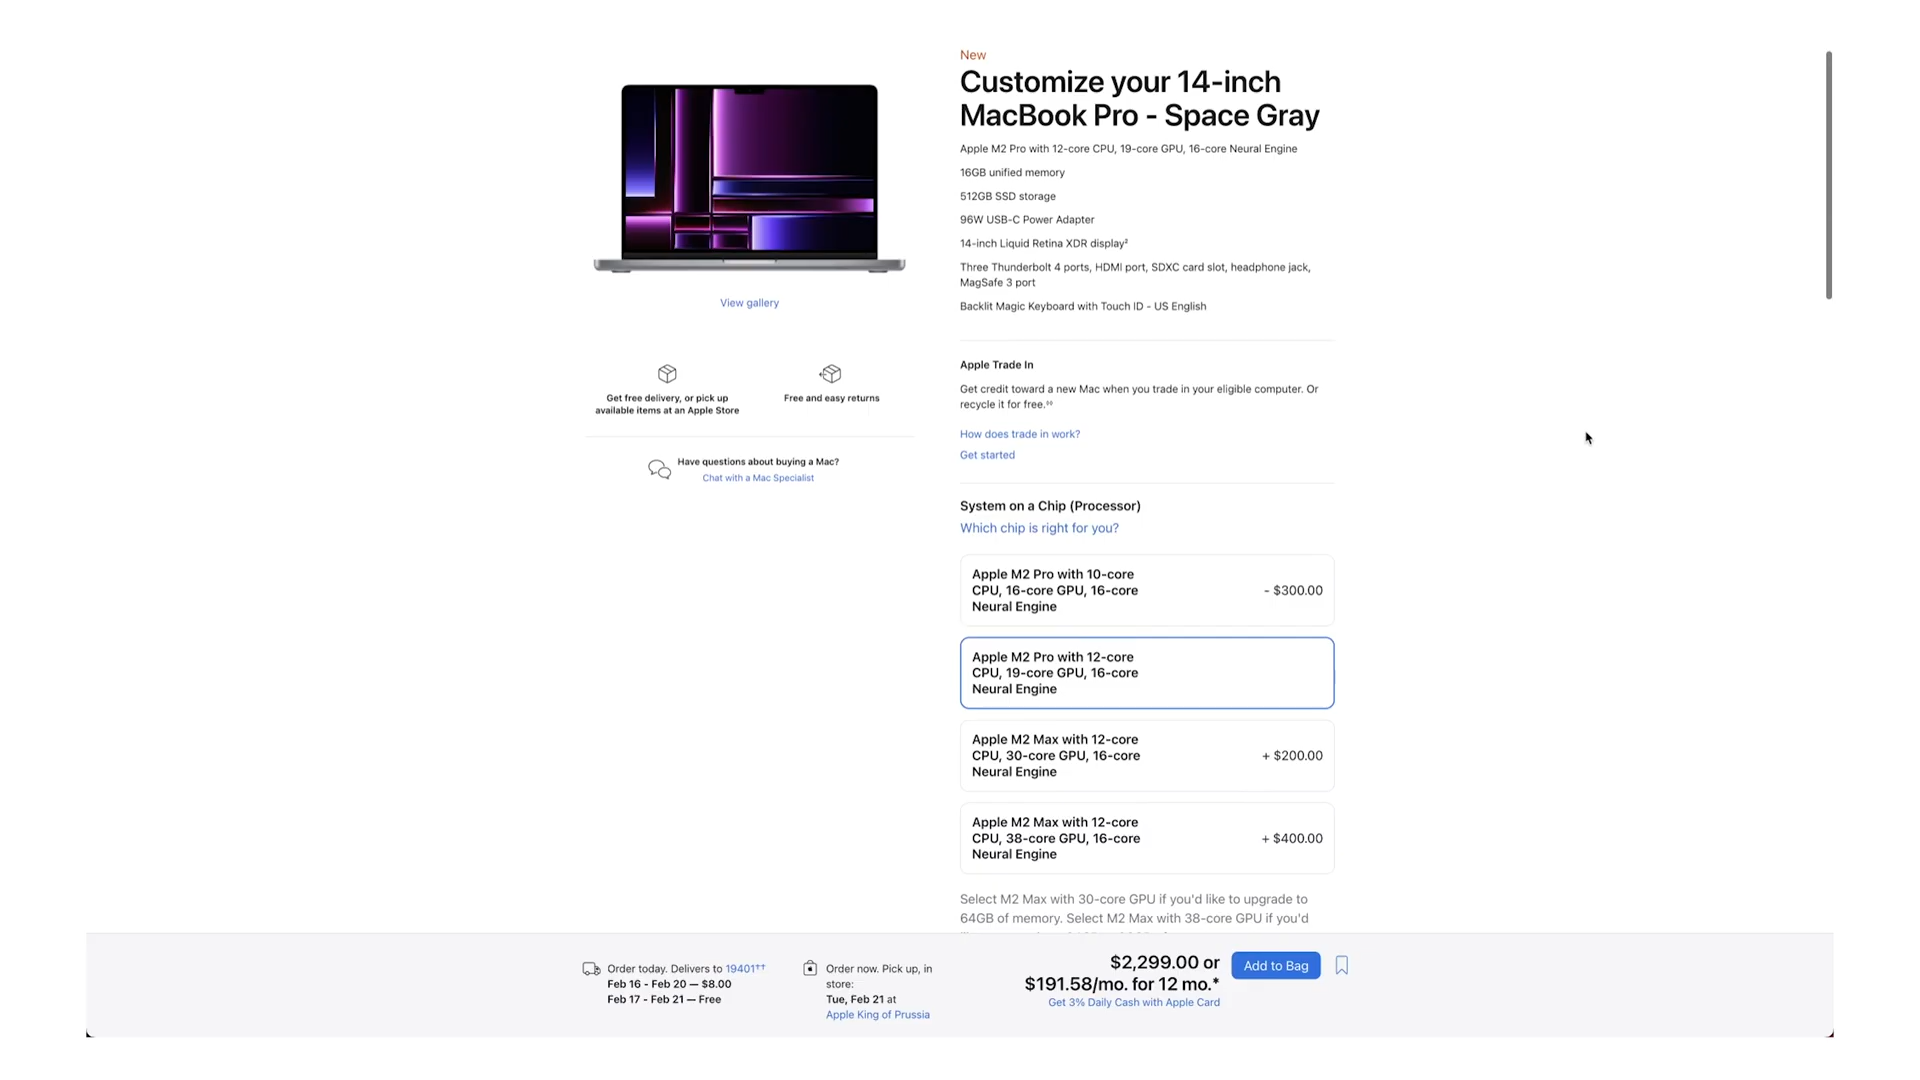 New
Customize your 14-inch
MacBook Pro - Space Gray
Apple M2 Pro with 12-core CPU, 19-core GPU, 16-core Neural Engine
16GB unified memory
512GB SSD storage
96W USB-C Power Adapter
14-inch Liquid Retina XDR display²
Three Thunderbolt 4 ports, HDMI port, SDXC card slot, headphone jack,
MagSafe 3 port
Backlit Magic Keyboard with Touch ID - US English
View gallery
Get free delivery, or pick up
available items at an Apple Store
Free and easy returns
Have questions about buying a Mac?
Chat with a Mac Specialist
Apple Trade In
Get credit toward a new Mac when you trade in your eligible computer. Or
recycle it for free.◊◊
How does trade in work?
Get started
System on a Chip (Processor)
Which chip is right for you?
Apple M2 Pro with 10-core
CPU, 16-core GPU, 16-core
Neural Engine
- $300.00
Apple M2 Pro with 12-core
CPU, 19-core GPU, 16-core
Neural Engine
Apple M2 Max with 12-core
CPU, 30-core GPU, 16-core
Neural Engine
+ $200.00
Apple M2 Max with 12-core
CPU, 38-core GPU, 16-core
Neural Engine
+ $400.00
Select M2 Max with 30-core GPU if you'd like to upgrade to
64GB of memory. Select M2 Max with 38-core GPU if you'd
Order today. Delivers to 19401††
Feb 16 - Feb 20 — $8.00
Feb 17 - Feb 21 — Free
Order now. Pick up, in
store:
Tue, Feb 21 at
Apple King of Prussia
$2,299.00 or
$191.58/mo. for 12 mo.*
Get 3% Daily Cash with Apple Card
Add to Bag